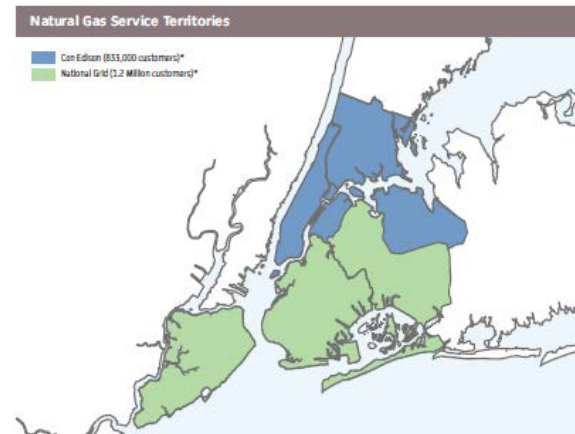 Natural Gas Service Territories
Con Edison (833,000 customers)*
National Grid (1.2 Million customers)*